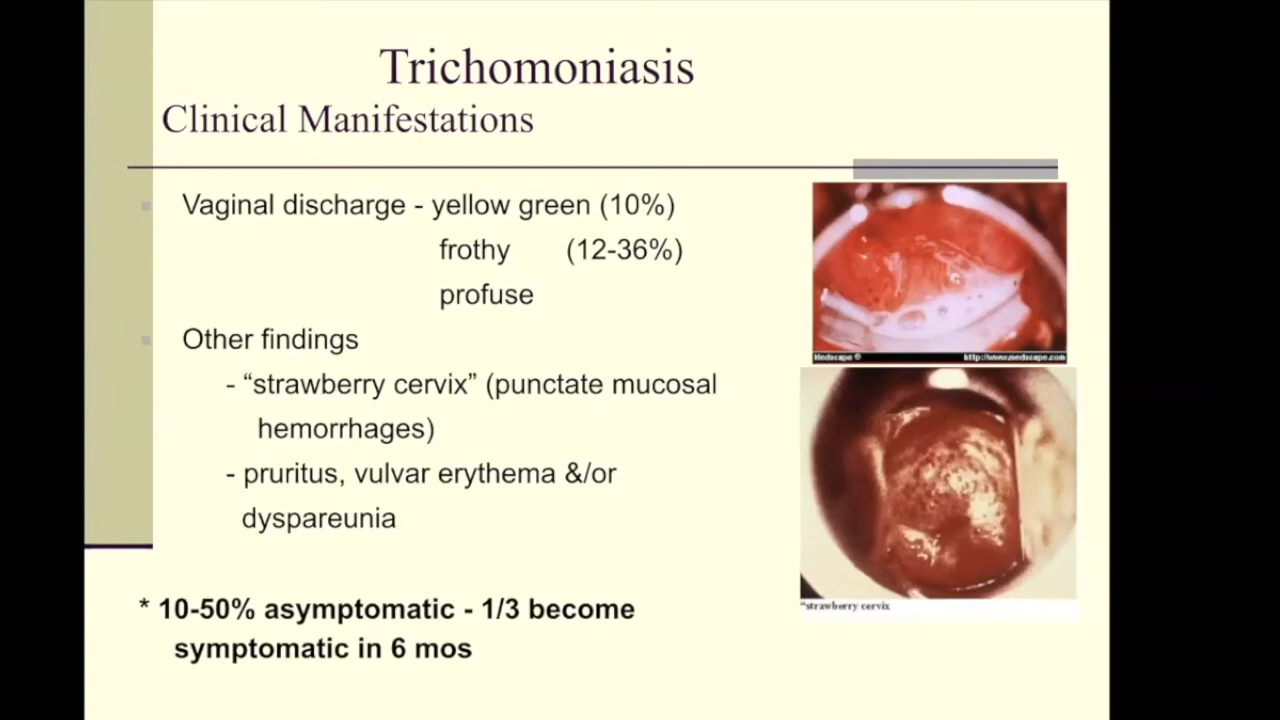 Trichomoniasis
Clinical Manifestations
Vaginal discharge - yellow green (10%)
frothy (12-36%)
profuse
Other findings
- “strawberry cervix” (punctate mucosal
hemorrhages)
- pruritus, vulvar erythema &/or
dyspareunia
* 10-50% asymptomatic - 1/3 become
symptomatic in 6 mos
Medscape ® http://www.medscape.com
"strawberry cervix